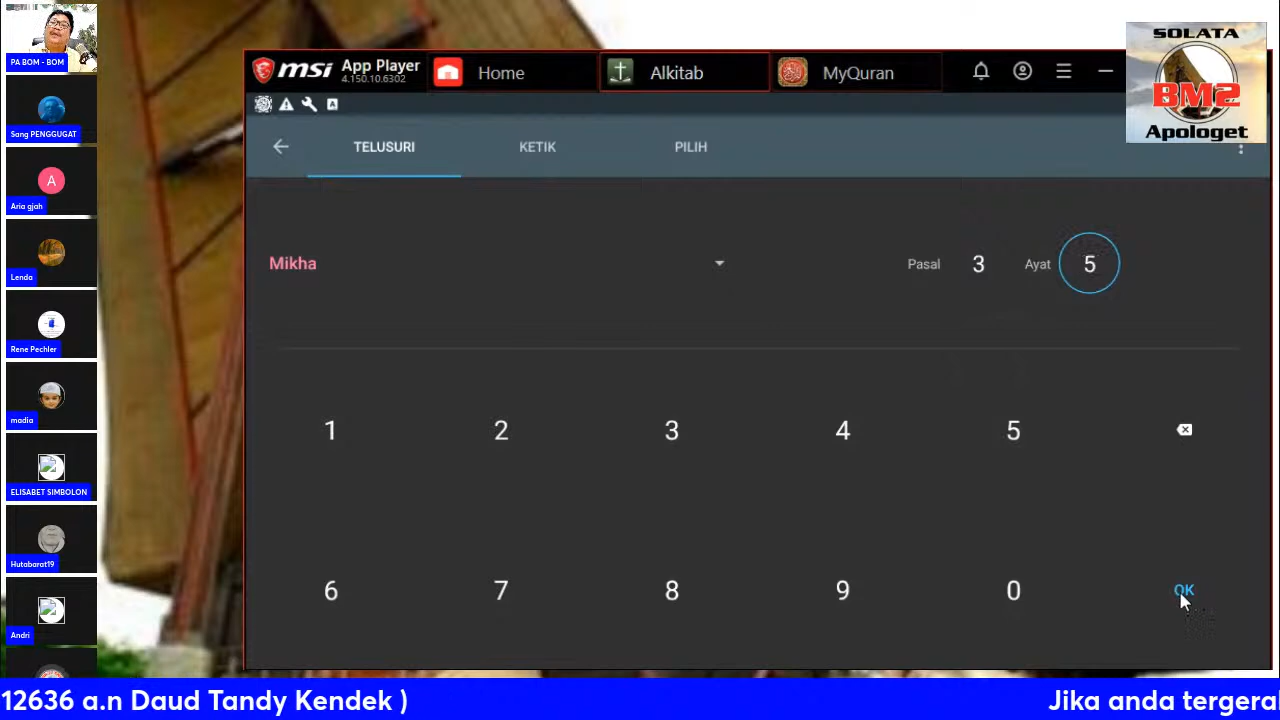 PA BOM - BOM
Sang PENGGUGAT
A
Aria gjah
Lenda
Rene Pechler
madia
ELISABET SIMBOLON
Hutabarat19
Andri
msi App Player
4.150.10.6302
Home
Alkitab
MyQuran
SOLATA
BM2
Apologet
A
TELUSURI
KETIK
PILIH
Mikha
Pasal 3 Ayat 5
1 2 3 4 5
6 7 8 9 0 OK
12636 a.n Daud Tandy Kendek ) Jika anda tergera